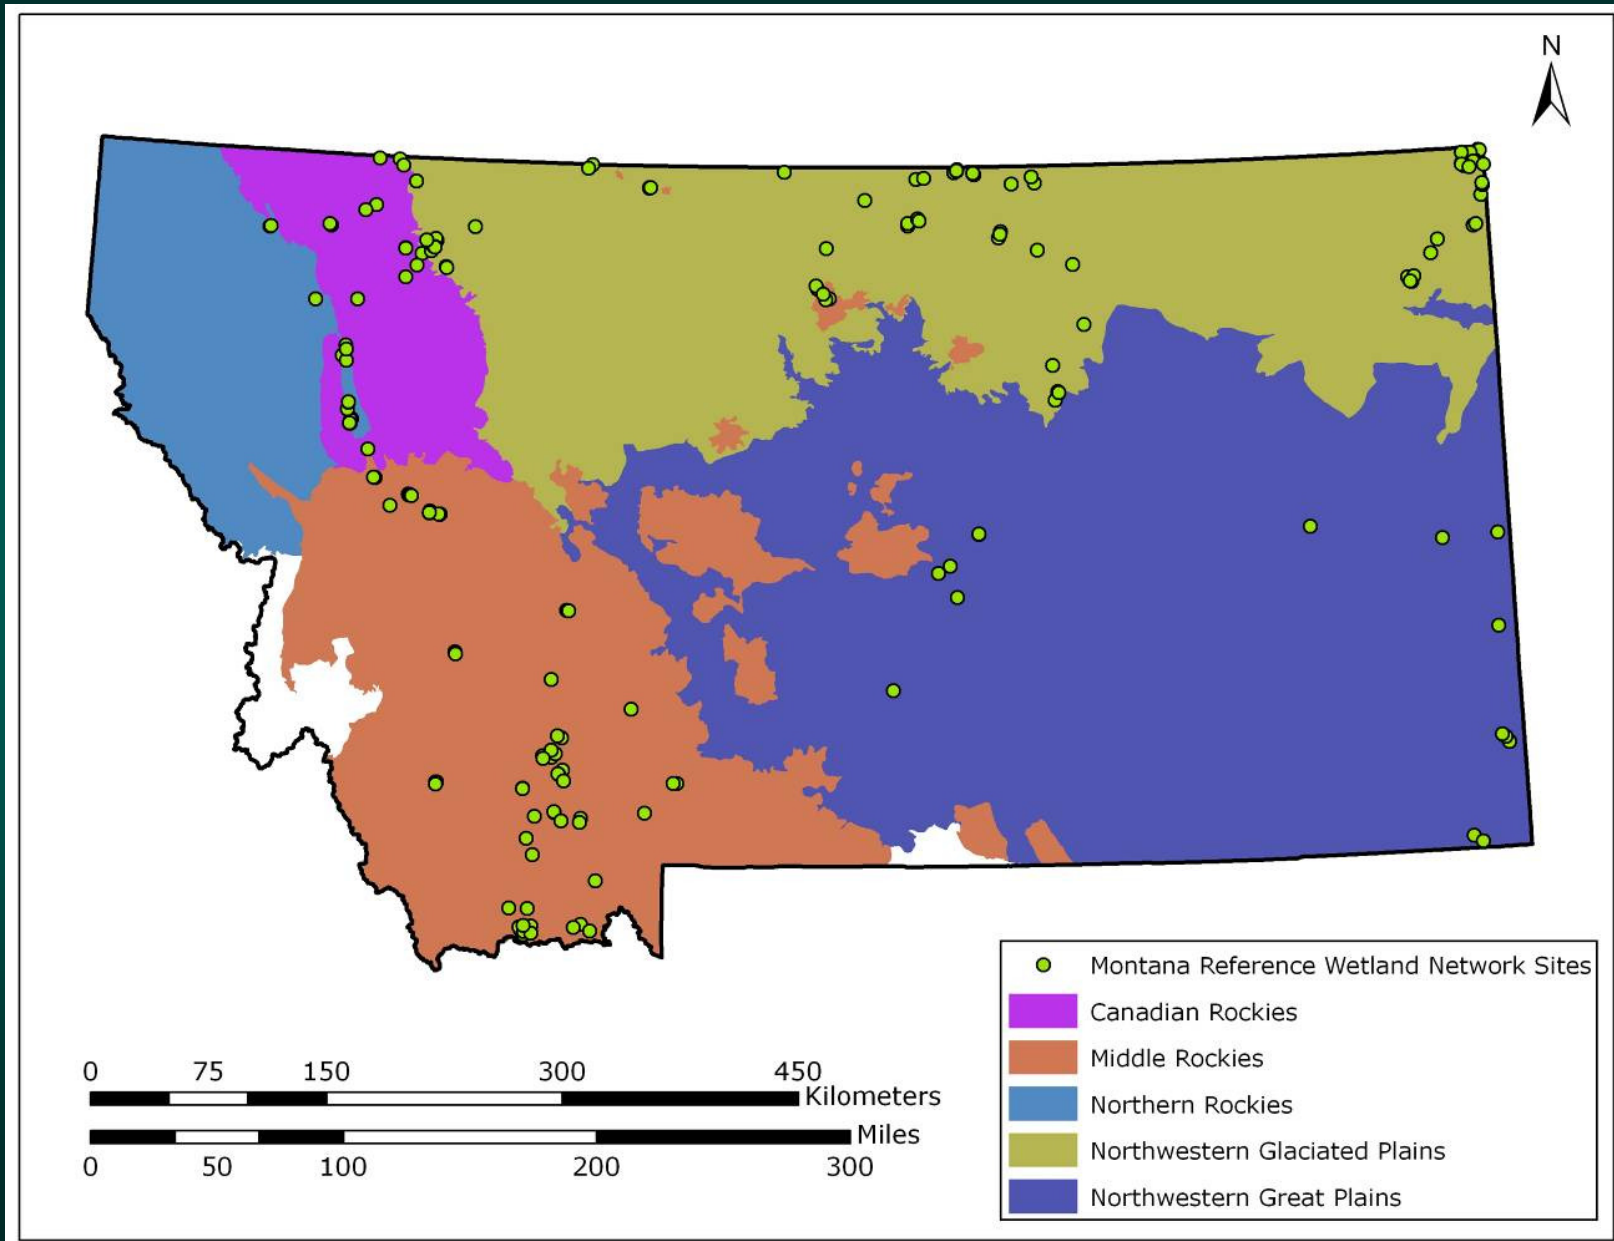 N
Montana Reference Wetland Network Sites
Canadian Rockies
Middle Rockies
Northern Rockies
Northwestern Glaciated Plains
Northwestern Great Plains
0 75 150 300 450
Kilometers
Miles
0 50 100 200 300